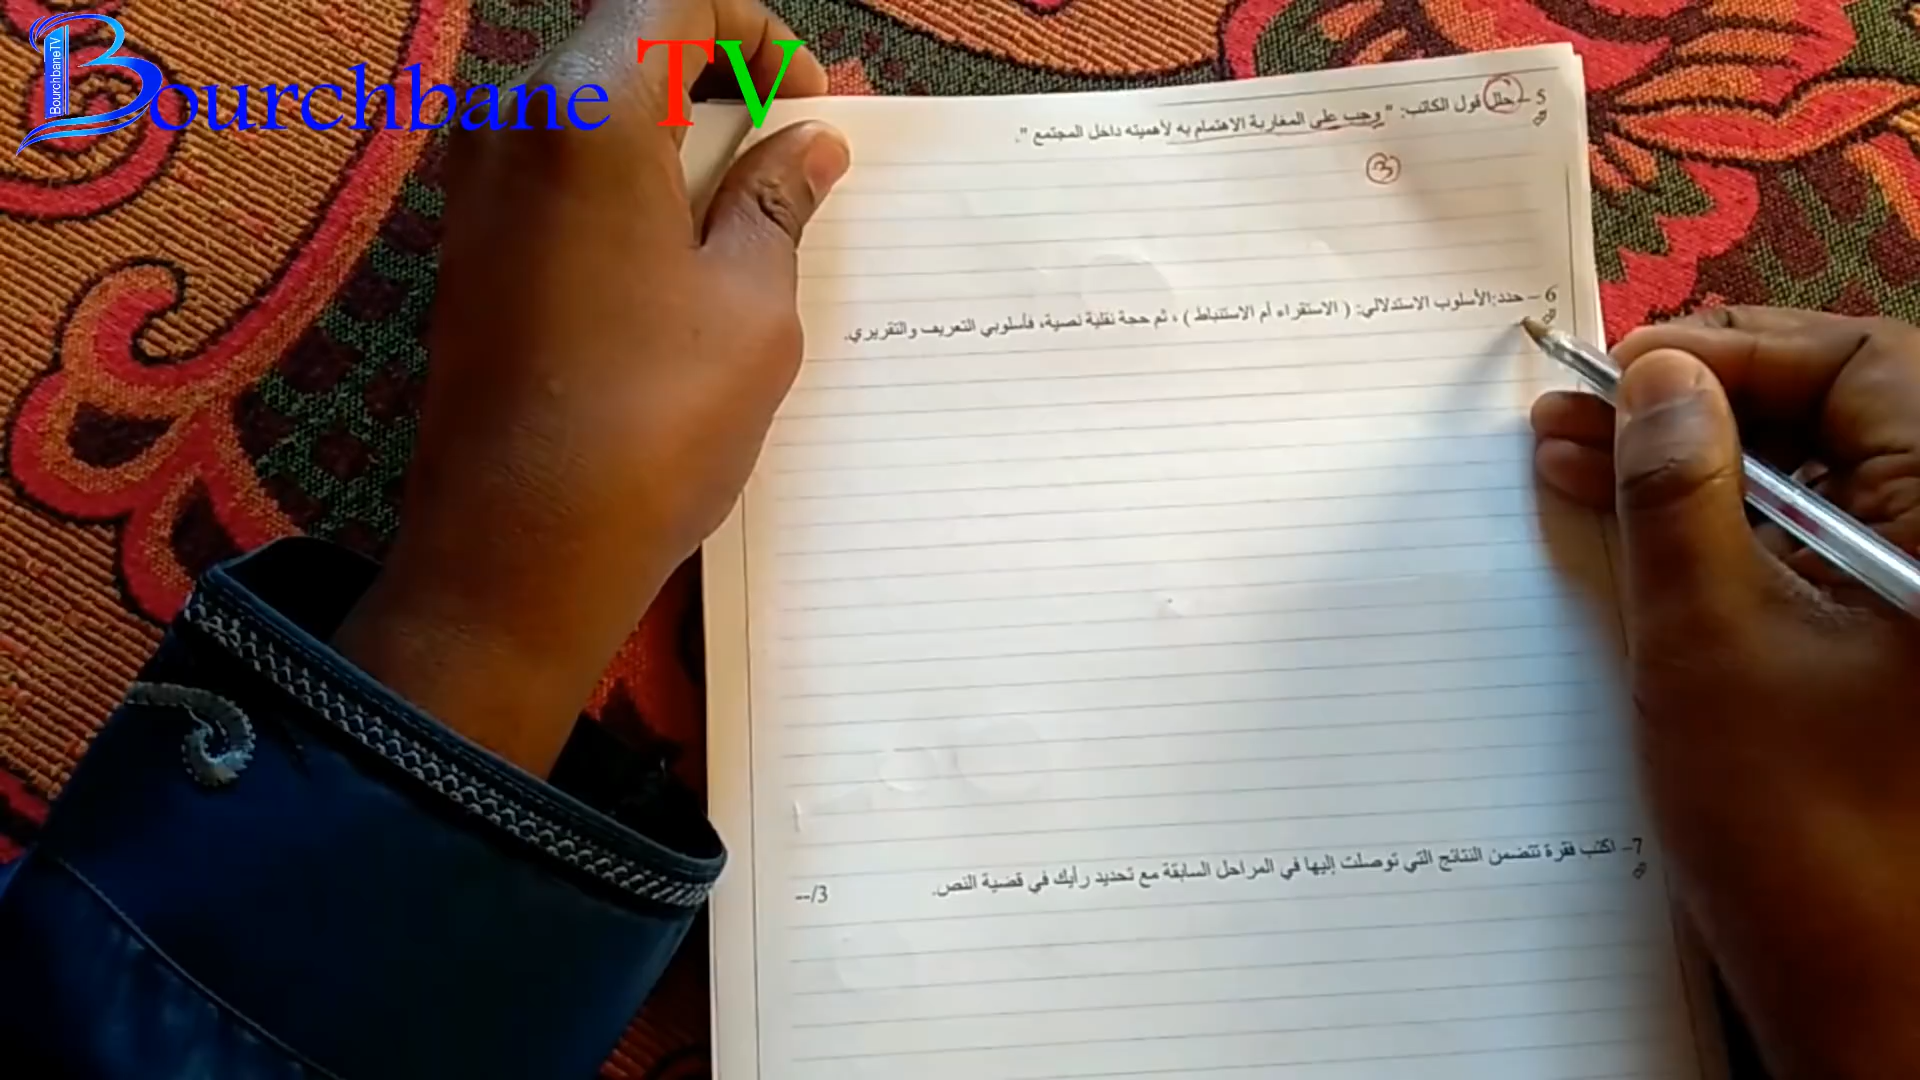 BourchbaneTV
Bourchbane TV
5 – حلل قول الكاتب: " وجب على المغاربة الاهتمام به لأهميته داخل المجتمع ".
3
6 – حدد:الأسلوب الاستدلالي: ( الاستقراء أم الاستنباط ) ، ثم حجة نقلية نصية، فأسلوبي التعريف والتقريري.
7– اكتب فقرة تتضمن النتائج التي توصلت إليها في المراحل السابقة مع تحديد رأيك في قضية النص.
--/3